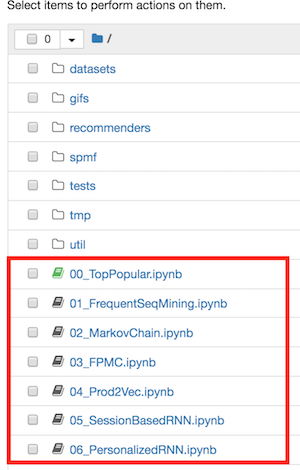 Select items to perform actions on them.
0 /
datasets
gifs
recommenders
spmf
tests
tmp
util
00_TopPopular.ipynb
01_FrequentSeqMining.ipynb
02_MarkovChain.ipynb
03_FPMC.ipynb
04_Prod2Vec.ipynb
05_SessionBasedRNN.ipynb
06_PersonalizedRNN.ipynb